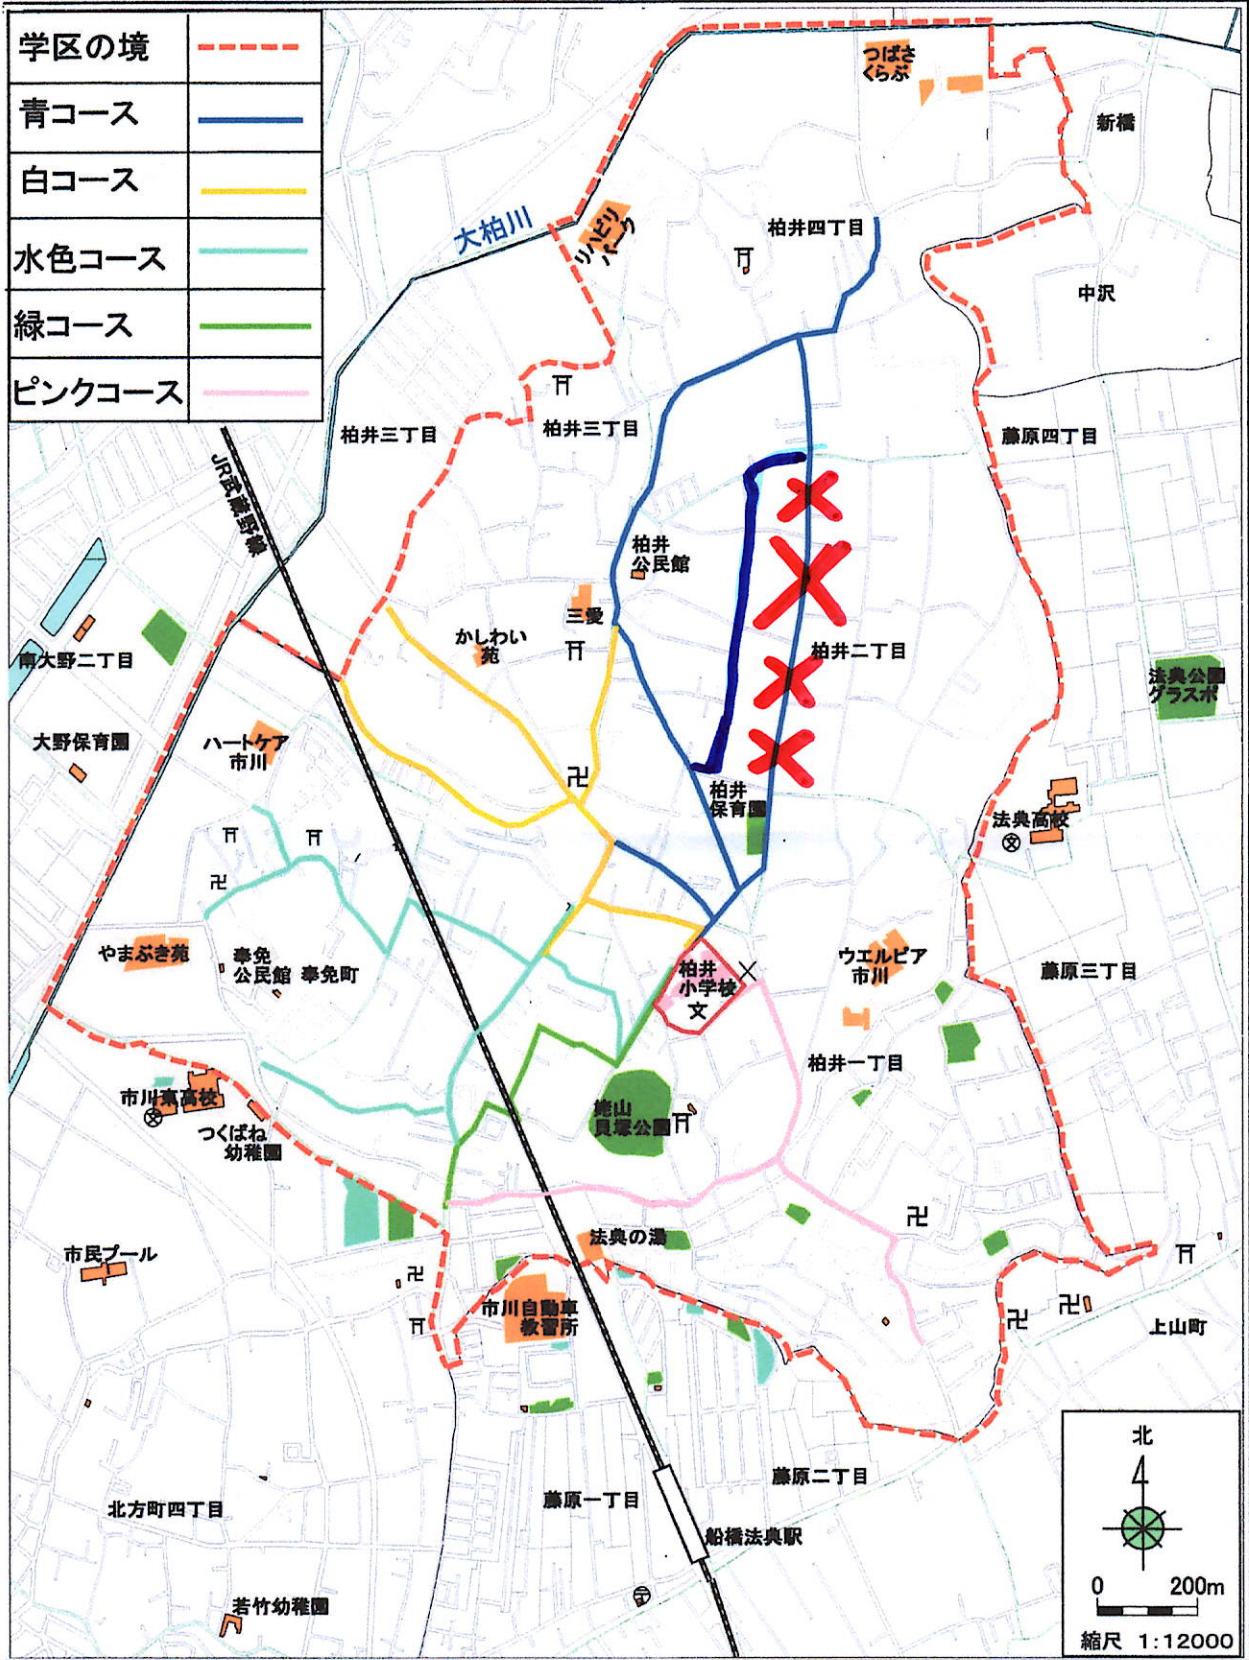 学区の境
青コース
白コース
水色コース
緑コース
ピンクコース
つばさ
くらぶ
新橋
大柏川
リハビリ
パーク
柏井四丁目
中沢
柏井三丁目
柏井三丁目
藤原四丁目
JR武蔵野線
柏井
公民館
三愛
かしわい
苑
柏井二丁目
南大野二丁目
法典公園
グラスポ
大野保育園
ハートケア
市川
柏井
保育園
法典高校
やまぶき苑
奉免
公民館
奉免町
柏井
小学校
文
ウエルピア
市川
藤原三丁目
柏井一丁目
市川東高校
つくばね
幼稚園
姥山
貝塚公園
市民プール
法典の湯
市川自動車
教習所
上山町
北方町四丁目
藤原一丁目
藤原二丁目
船橋法典駅
若竹幼稚園
北
0 200m
縮尺 1:12000